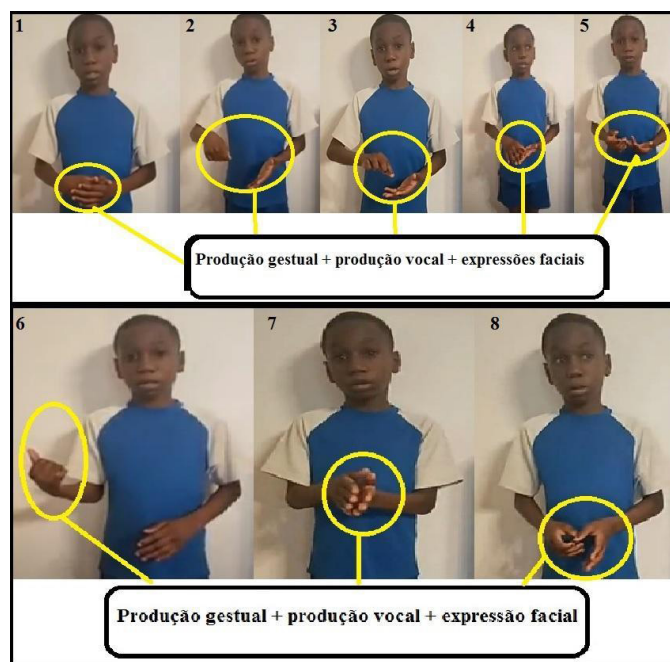 1 2 3 4 5
Produção gestual + produção vocal + expressões faciais
6 7 8
Produção gestual + produção vocal + expressão facial